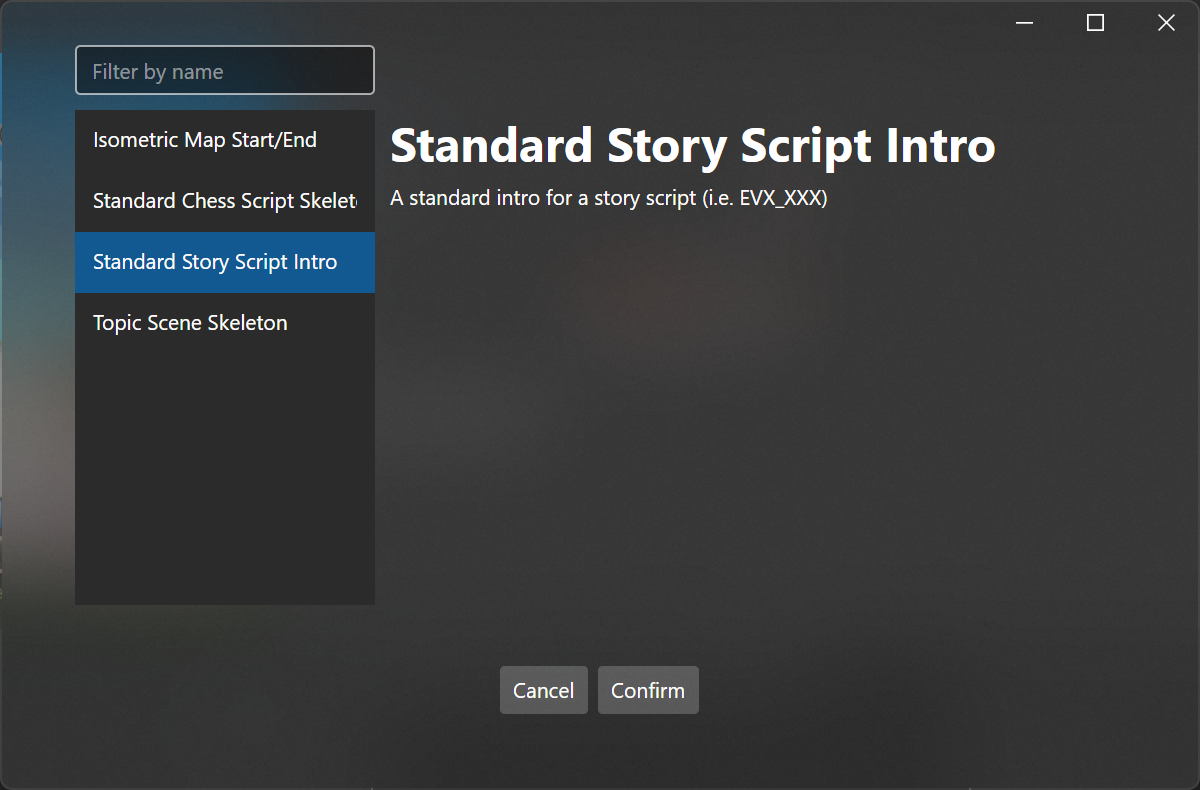 Filter by name
Isometric Map Start/End
Standard Chess Script Skelet
Standard Story Script Intro
Topic Scene Skeleton
Standard Story Script Intro
A standard intro for a story script (i.e. EVX_XXX)
Cancel
Confirm